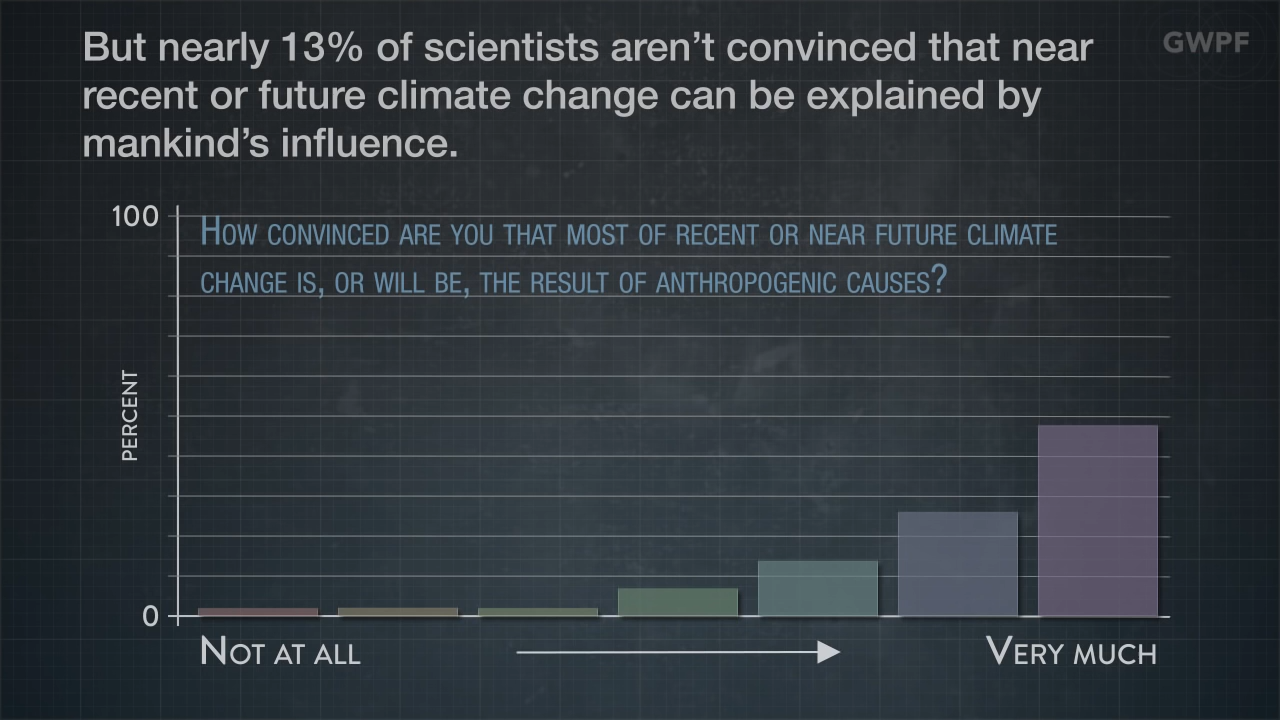 But nearly 13% of scientists aren’t convinced that near
recent or future climate change can be explained by
mankind’s influence.
GWPF
100
How convinced are you that most of recent or near future climate
change is, or will be, the result of anthropogenic causes?
PERCENT
0
Not at all
Very much